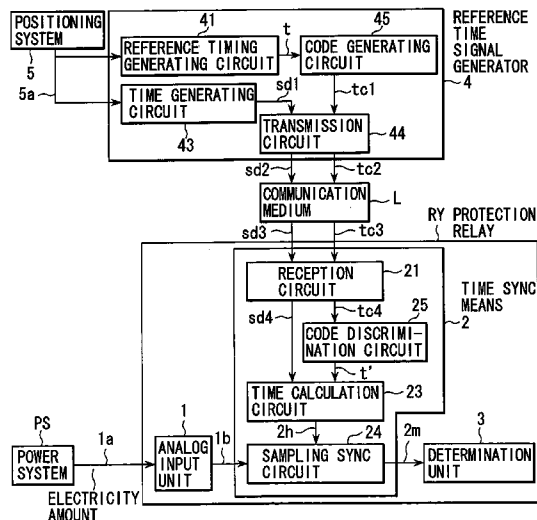 POSITIONING
SYSTEM
5
5a
41
REFERENCE TIMING
GENERATING CIRCUIT
t
45
CODE GENERATING
CIRCUIT
REFERENCE
TIME
SIGNAL
GENERATOR
4
TIME GENERATING
CIRCUIT
43
sd1
tc1
TRANSMISSION
CIRCUIT
44
sd2
tc2
COMMUNICATION
MEDIUM
L
sd3
tc3
RY PROTECTION
RELAY
RECEPTION
CIRCUIT
21
TIME SYNC
MEANS
2
sd4
tc4
25
CODE DISCRIMI-
NATION CIRCUIT
t'
TIME CALCULATION
CIRCUIT
23
2h
24
PS
POWER
SYSTEM
1a
ELECTRICITY
AMOUNT
1
ANALOG
INPUT
UNIT
1b
SAMPLING SYNC
CIRCUIT
2m
3
DETERMINATION
UNIT